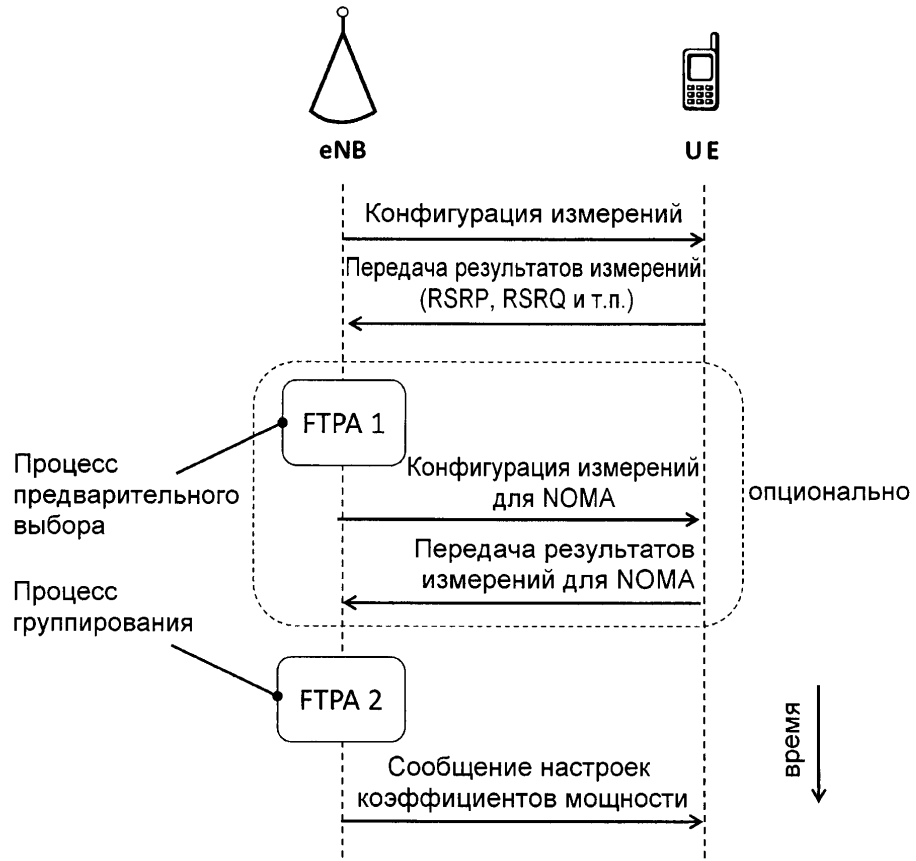 eNB
UE
Конфигурация измерений
Передача результатов измерений
(RSRP, RSRQ и т.п.)
FTPA 1
Процесс
предварительного
выбора
Конфигурация измерений
для NOMA
опционально
Передача результатов
измерений для NOMA
Процесс
группирования
FTPA 2
время
Сообщение настроек
коэффициентов мощности